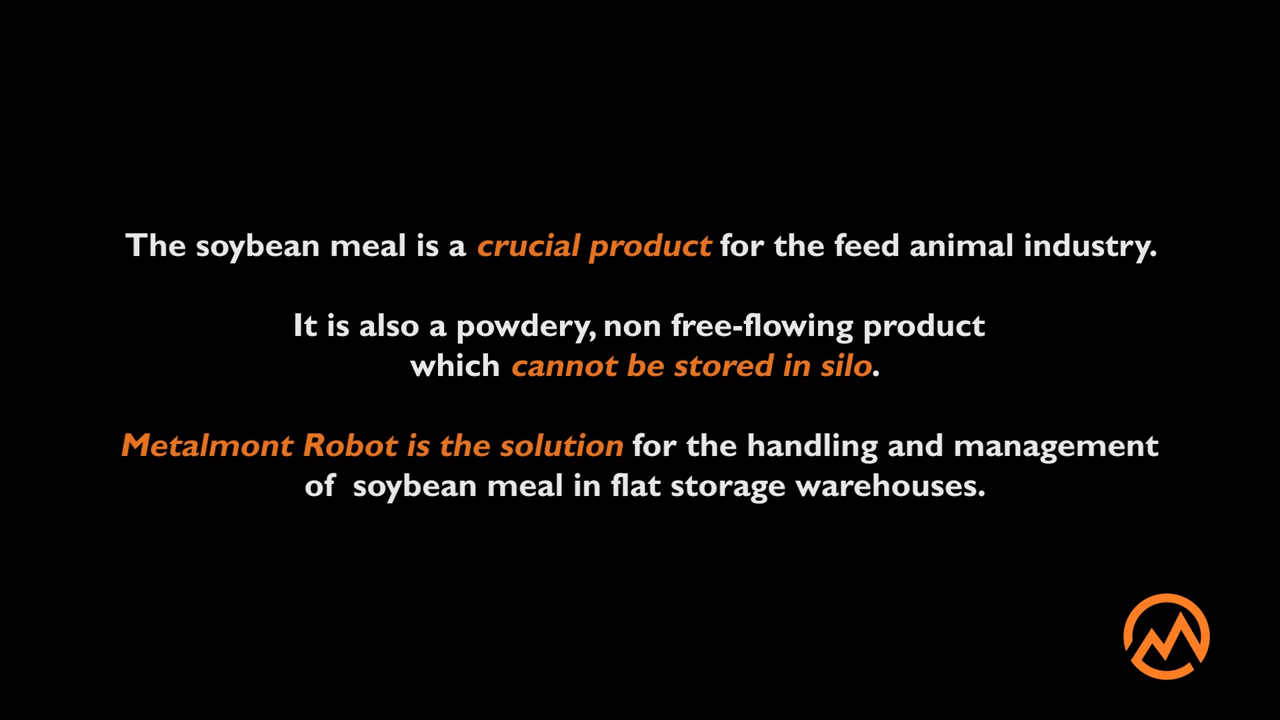 The soybean meal is a crucial product for the feed animal industry.
It is also a powdery, non free-flowing product
which cannot be stored in silo.
Metalmont Robot is the solution for the handling and management
of soybean meal in flat storage warehouses.